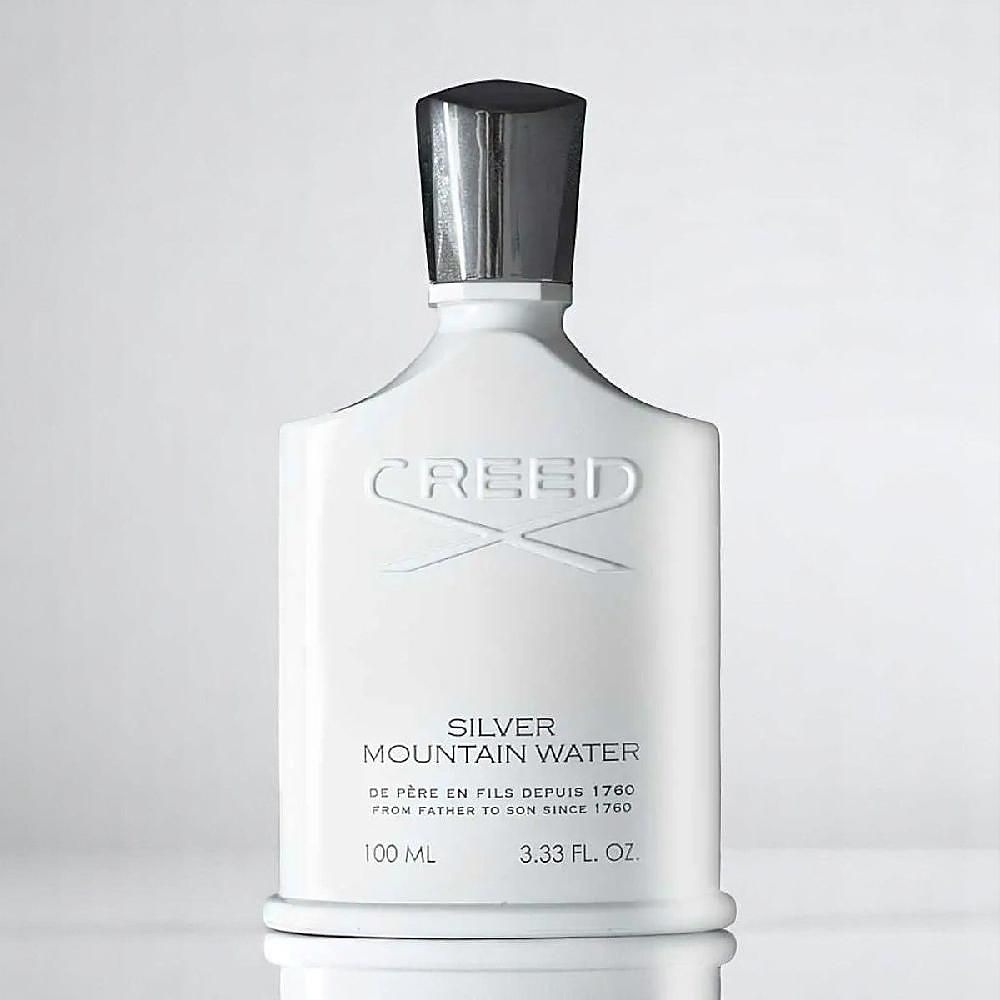 CREED
SILVER
MOUNTAIN WATER
DE PÈRE EN FILS DEPUIS 1760
FROM FATHER TO SON SINCE 1760
100 ML 3.33 FL. OZ.